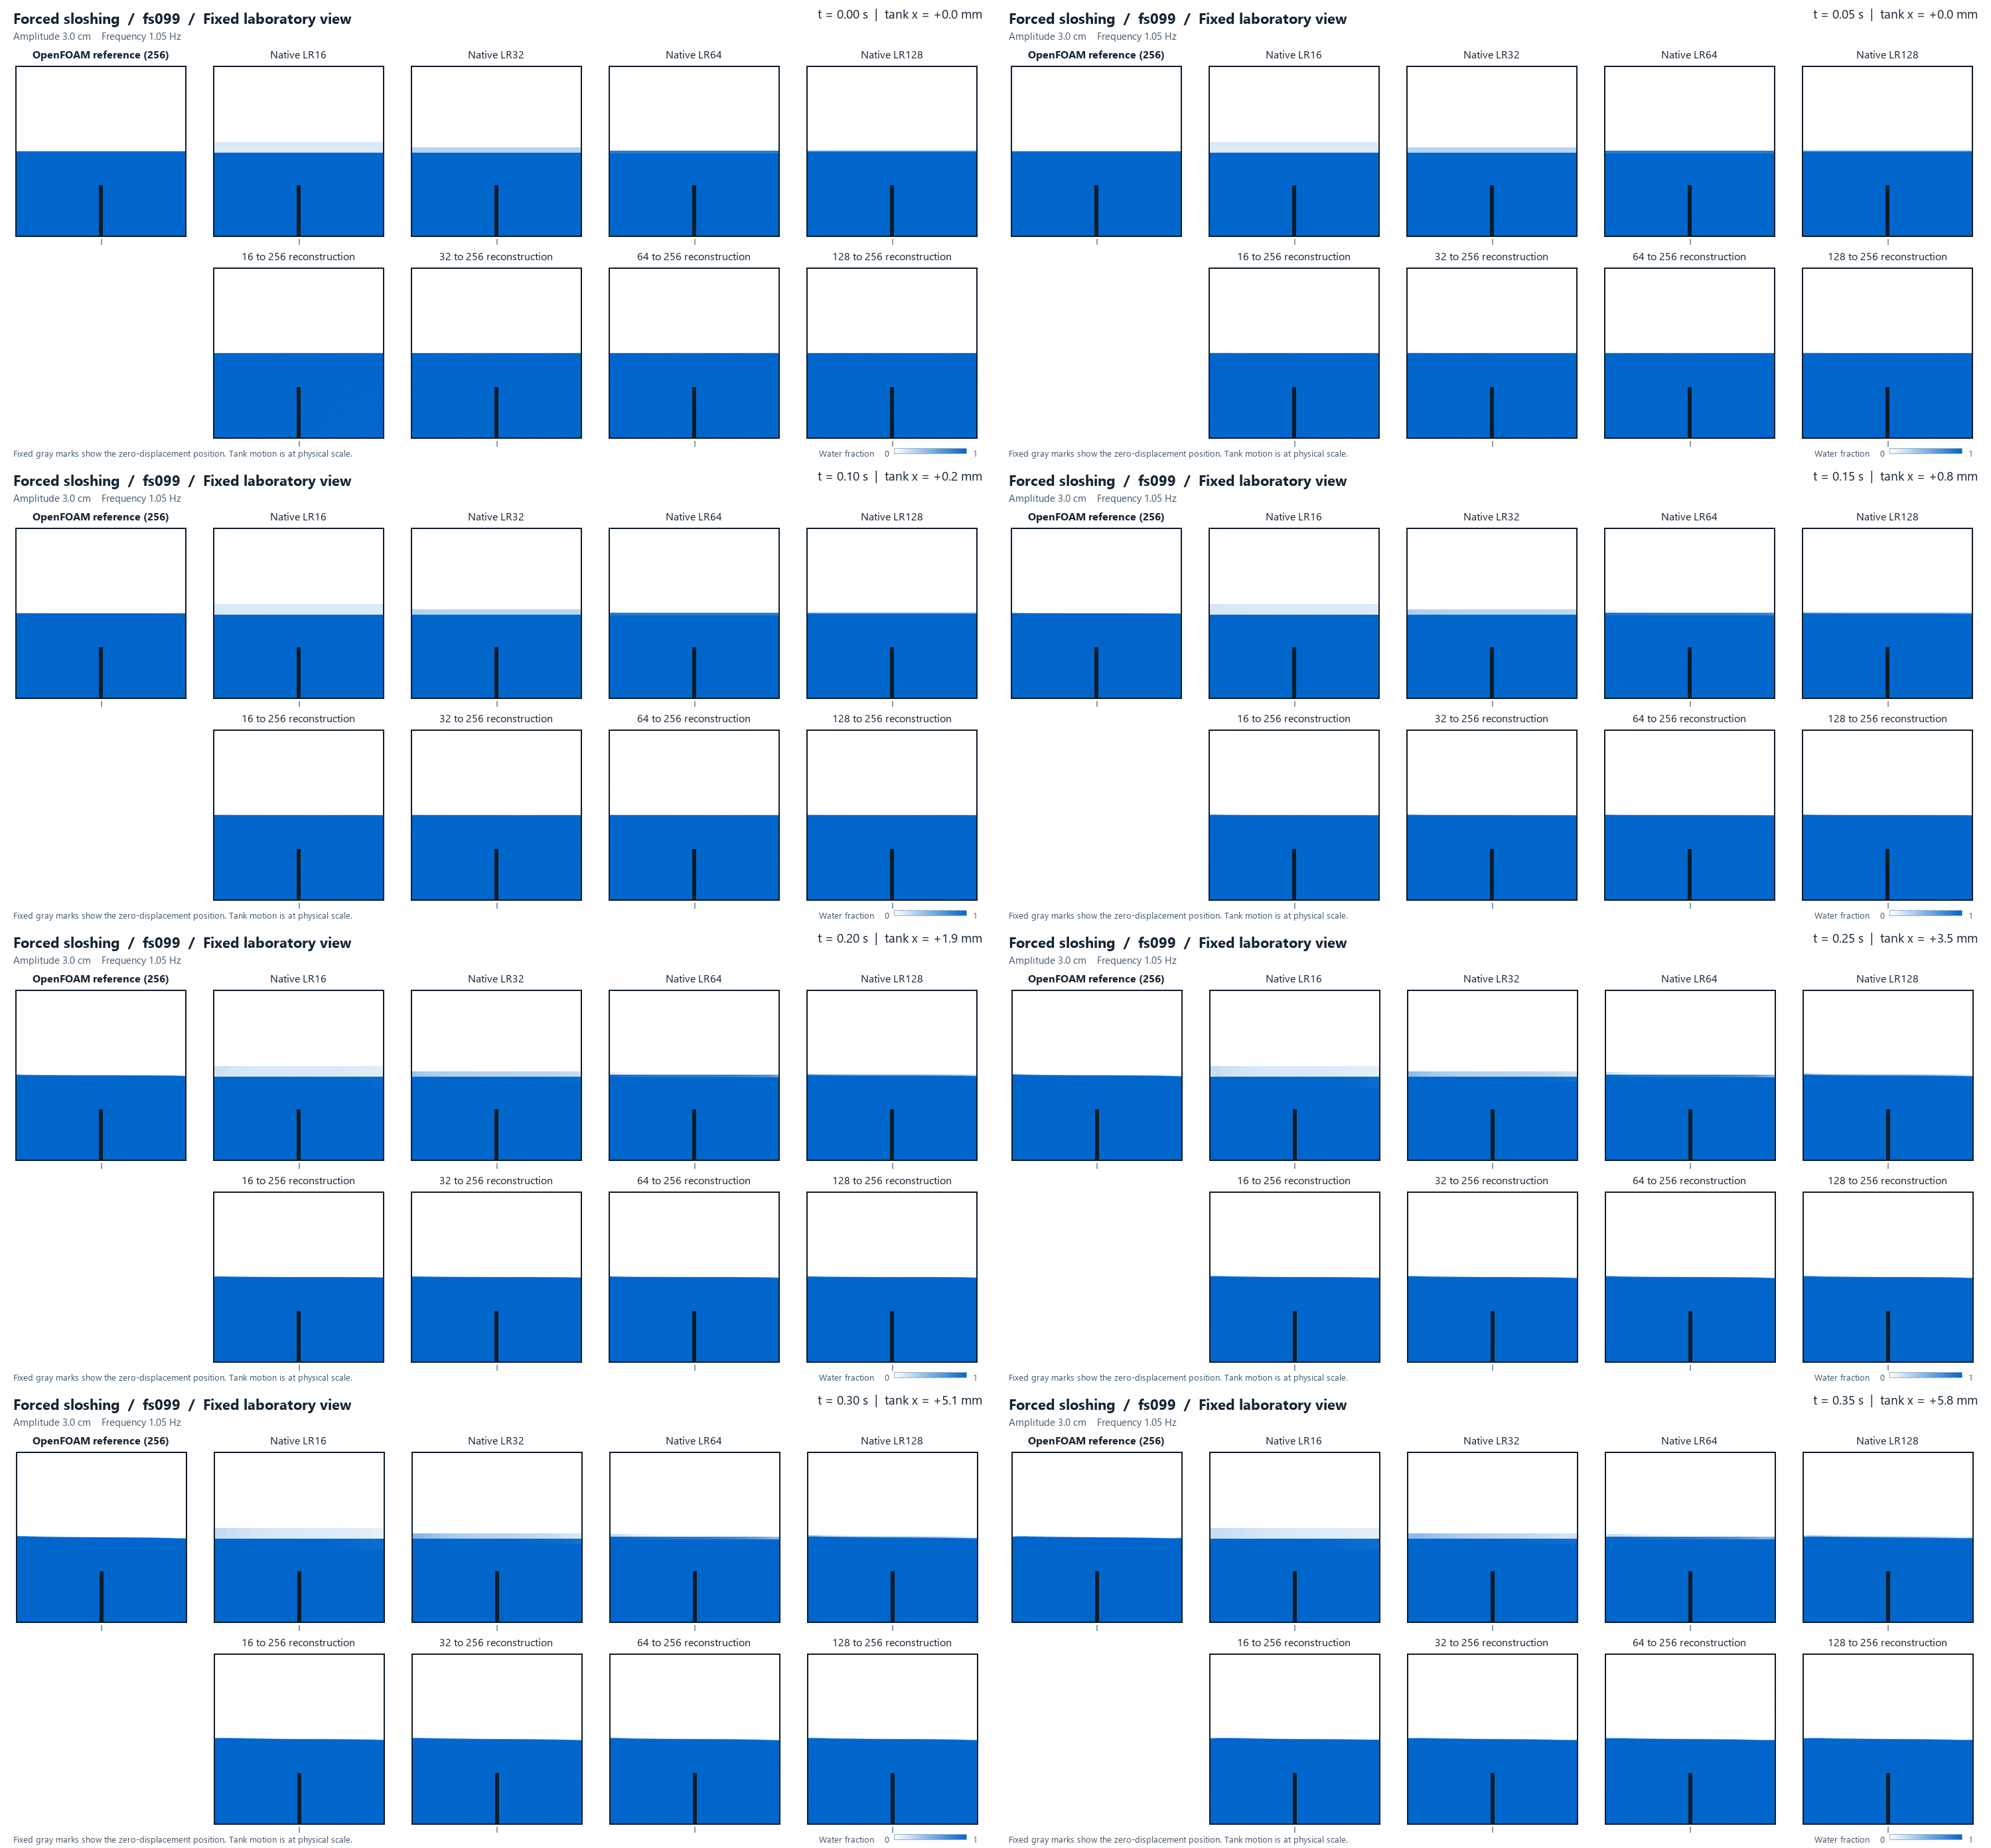 Forced sloshing / fs099 / Fixed laboratory view
t = 0.00 s | tank x = +0.0 mm
Amplitude 3.0 cm Frequency 1.05 Hz
OpenFOAM reference (256) Native LR16 Native LR32 Native LR64 Native LR128
16 to 256 reconstruction 32 to 256 reconstruction 64 to 256 reconstruction 128 to 256 reconstruction
Fixed gray marks show the zero-displacement position. Tank motion is at physical scale.
Water fraction 0 1
Forced sloshing / fs099 / Fixed laboratory view
t = 0.05 s | tank x = +0.0 mm
Amplitude 3.0 cm Frequency 1.05 Hz
OpenFOAM reference (256) Native LR16 Native LR32 Native LR64 Native LR128
16 to 256 reconstruction 32 to 256 reconstruction 64 to 256 reconstruction 128 to 256 reconstruction
Fixed gray marks show the zero-displacement position. Tank motion is at physical scale.
Water fraction 0 1
Forced sloshing / fs099 / Fixed laboratory view
t = 0.10 s | tank x = +0.2 mm
Amplitude 3.0 cm Frequency 1.05 Hz
OpenFOAM reference (256) Native LR16 Native LR32 Native LR64 Native LR128
16 to 256 reconstruction 32 to 256 reconstruction 64 to 256 reconstruction 128 to 256 reconstruction
Fixed gray marks show the zero-displacement position. Tank motion is at physical scale.
Water fraction 0 1
Forced sloshing / fs099 / Fixed laboratory view
t = 0.15 s | tank x = +0.8 mm
Amplitude 3.0 cm Frequency 1.05 Hz
OpenFOAM reference (256) Native LR16 Native LR32 Native LR64 Native LR128
16 to 256 reconstruction 32 to 256 reconstruction 64 to 256 reconstruction 128 to 256 reconstruction
Fixed gray marks show the zero-displacement position. Tank motion is at physical scale.
Water fraction 0 1
Forced sloshing / fs099 / Fixed laboratory view
t = 0.20 s | tank x = +1.9 mm
Amplitude 3.0 cm Frequency 1.05 Hz
OpenFOAM reference (256) Native LR16 Native LR32 Native LR64 Native LR128
16 to 256 reconstruction 32 to 256 reconstruction 64 to 256 reconstruction 128 to 256 reconstruction
Fixed gray marks show the zero-displacement position. Tank motion is at physical scale.
Water fraction 0 1
Forced sloshing / fs099 / Fixed laboratory view
t = 0.25 s | tank x = +3.5 mm
Amplitude 3.0 cm Frequency 1.05 Hz
OpenFOAM reference (256) Native LR16 Native LR32 Native LR64 Native LR128
16 to 256 reconstruction 32 to 256 reconstruction 64 to 256 reconstruction 128 to 256 reconstruction
Fixed gray marks show the zero-displacement position. Tank motion is at physical scale.
Water fraction 0 1
Forced sloshing / fs099 / Fixed laboratory view
t = 0.30 s | tank x = +5.1 mm
Amplitude 3.0 cm Frequency 1.05 Hz
OpenFOAM reference (256) Native LR16 Native LR32 Native LR64 Native LR128
16 to 256 reconstruction 32 to 256 reconstruction 64 to 256 reconstruction 128 to 256 reconstruction
Fixed gray marks show the zero-displacement position. Tank motion is at physical scale.
Water fraction 0 1
Forced sloshing / fs099 / Fixed laboratory view
t = 0.35 s | tank x = +5.8 mm
Amplitude 3.0 cm Frequency 1.05 Hz
OpenFOAM reference (256) Native LR16 Native LR32 Native LR64 Native LR128
16 to 256 reconstruction 32 to 256 reconstruction 64 to 256 reconstruction 128 to 256 reconstruction
Fixed gray marks show the zero-displacement position. Tank motion is at physical scale.
Water fraction 0 1